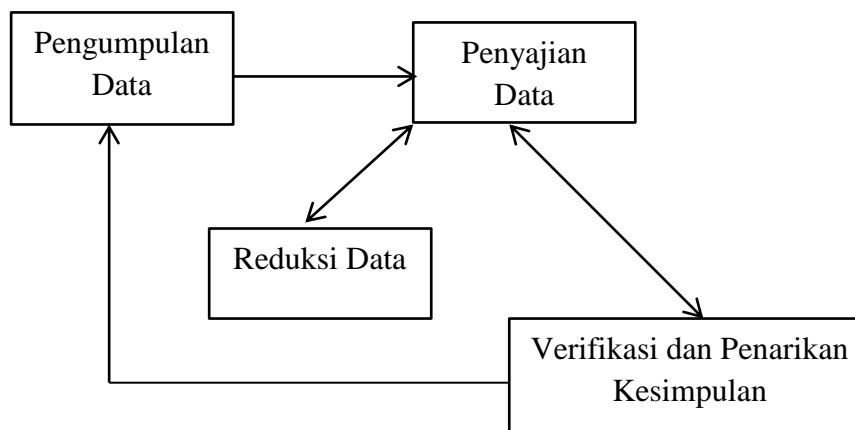 Pengumpulan
Data
Penyajian
Data
Reduksi Data
Verifikasi dan Penarikan
Kesimpulan